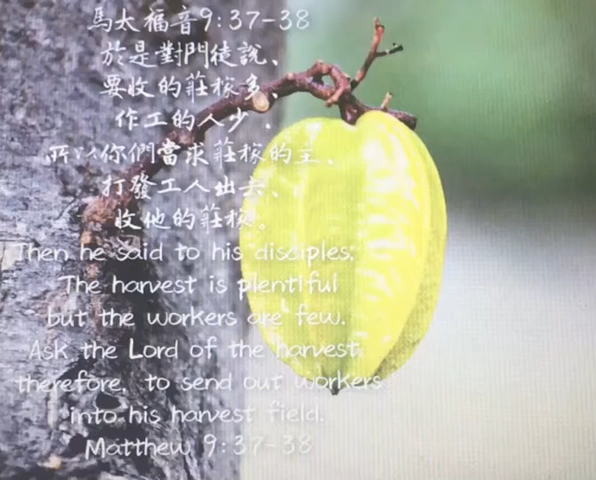 馬太福音9:37-38
於是對門徒說、
要收的莊稼多、
作工的人少．
所以你們當求莊稼的主、
打發工人出去、
收他的莊稼。
Then he said to his disciples:
The harvest is plentiful
but the workers are few.
Ask the Lord of the harvest,
therefore, to send out workers
into his harvest field.
Matthew 9:37-38